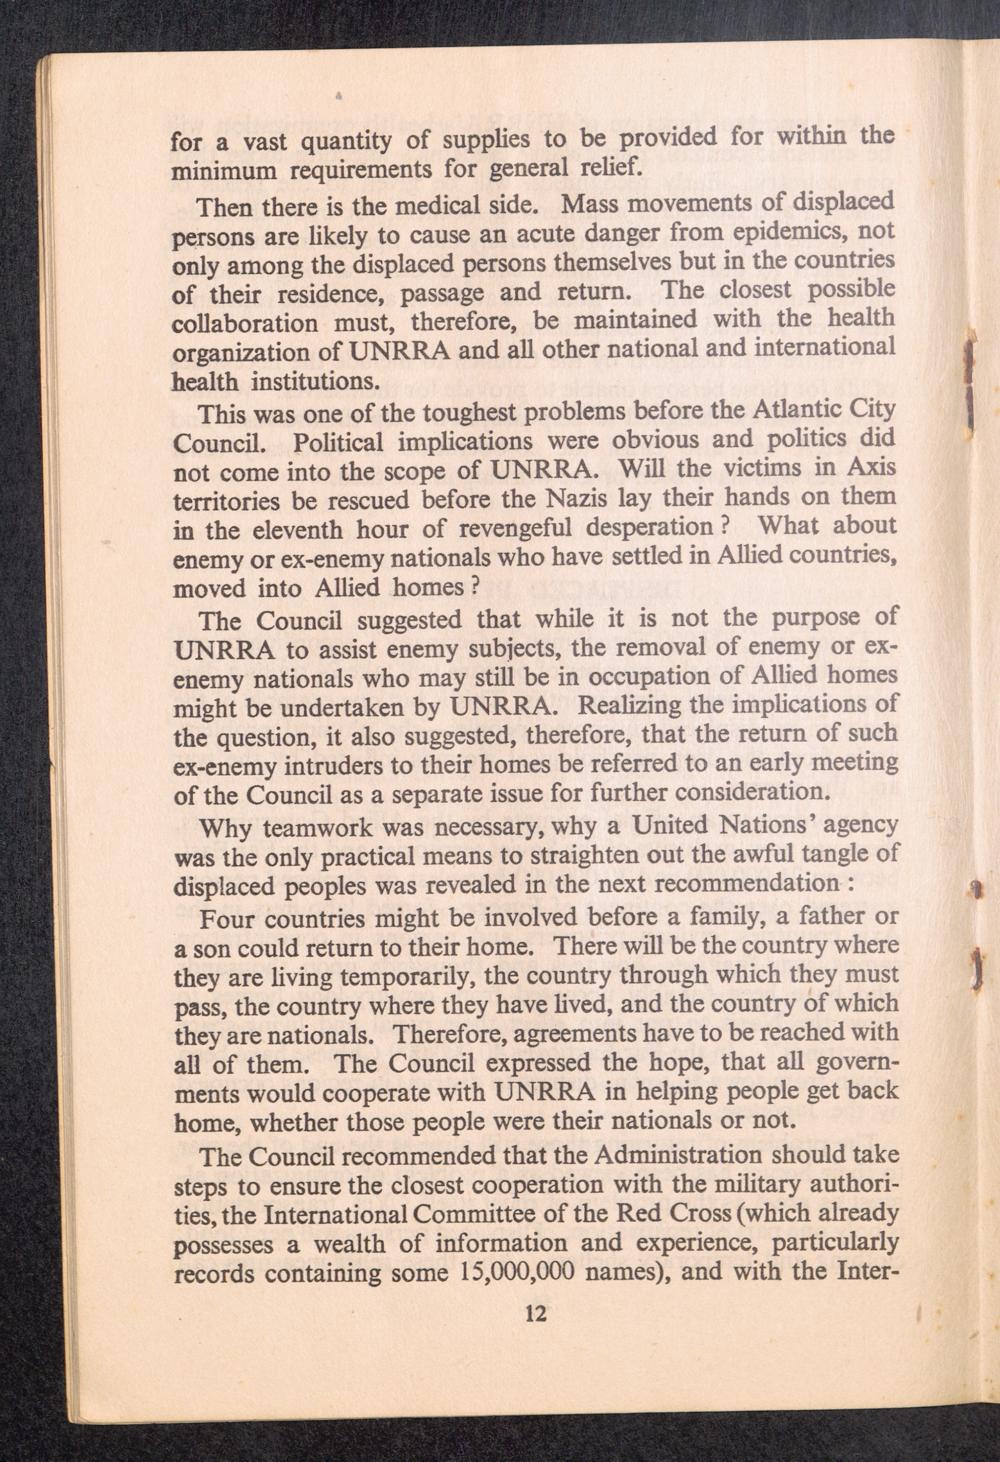 for a vast quantity of supplies to be provided for within the
minimum requirements for general relief.
Then there is the medical side. Mass movements of displaced
persons are likely to cause an acute danger from epidemics, not
only among the displaced persons themselves but in the countries
of their residence, passage and return. The closest possible
collaboration must, therefore, be maintained with the health
organization of UNRRA and all other national and international
health institutions.
This was one of the toughest problems before the Atlantic City
Council. Political implications were obvious and politics did
not come into the scope of UNRRA. Will the victims in Axis
territories be rescued before the Nazis lay their hands on them
in the eleventh hour of revengeful desperation ? What about
enemy or ex-enemy nationals who have settled in Allied countries,
moved into Allied homes ?
The Council suggested that while it is not the purpose of
UNRRA to assist enemy subjects, the removal of enemy or ex-
enemy nationals who may still be in occupation of Allied homes
might be undertaken by UNRRA. Realizing the implications of
the question, it also suggested, therefore, that the return of such
ex-enemy intruders to their homes be referred to an early meeting
of the Council as a separate issue for further consideration.
Why teamwork was necessary, why a United Nations' agency
was the only practical means to straighten out the awful tangle of
displaced peoples was revealed in the next recommendation :
Four countries might be involved before a family, a father or
a son could return to their home. There will be the country where
they are living temporarily, the country through which they must
pass, the country where they have lived, and the country of which
they are nationals. Therefore, agreements have to be reached with
all of them. The Council expressed the hope, that all govern-
ments would cooperate with UNRRA in helping people get back
home, whether those people were their nationals or not.
The Council recommended that the Administration should take
steps to ensure the closest cooperation with the military authori-
ties, the International Committee of the Red Cross (which already
possesses a wealth of information and experience, particularly
records containing some 15,000,000 names), and with the Inter-
12